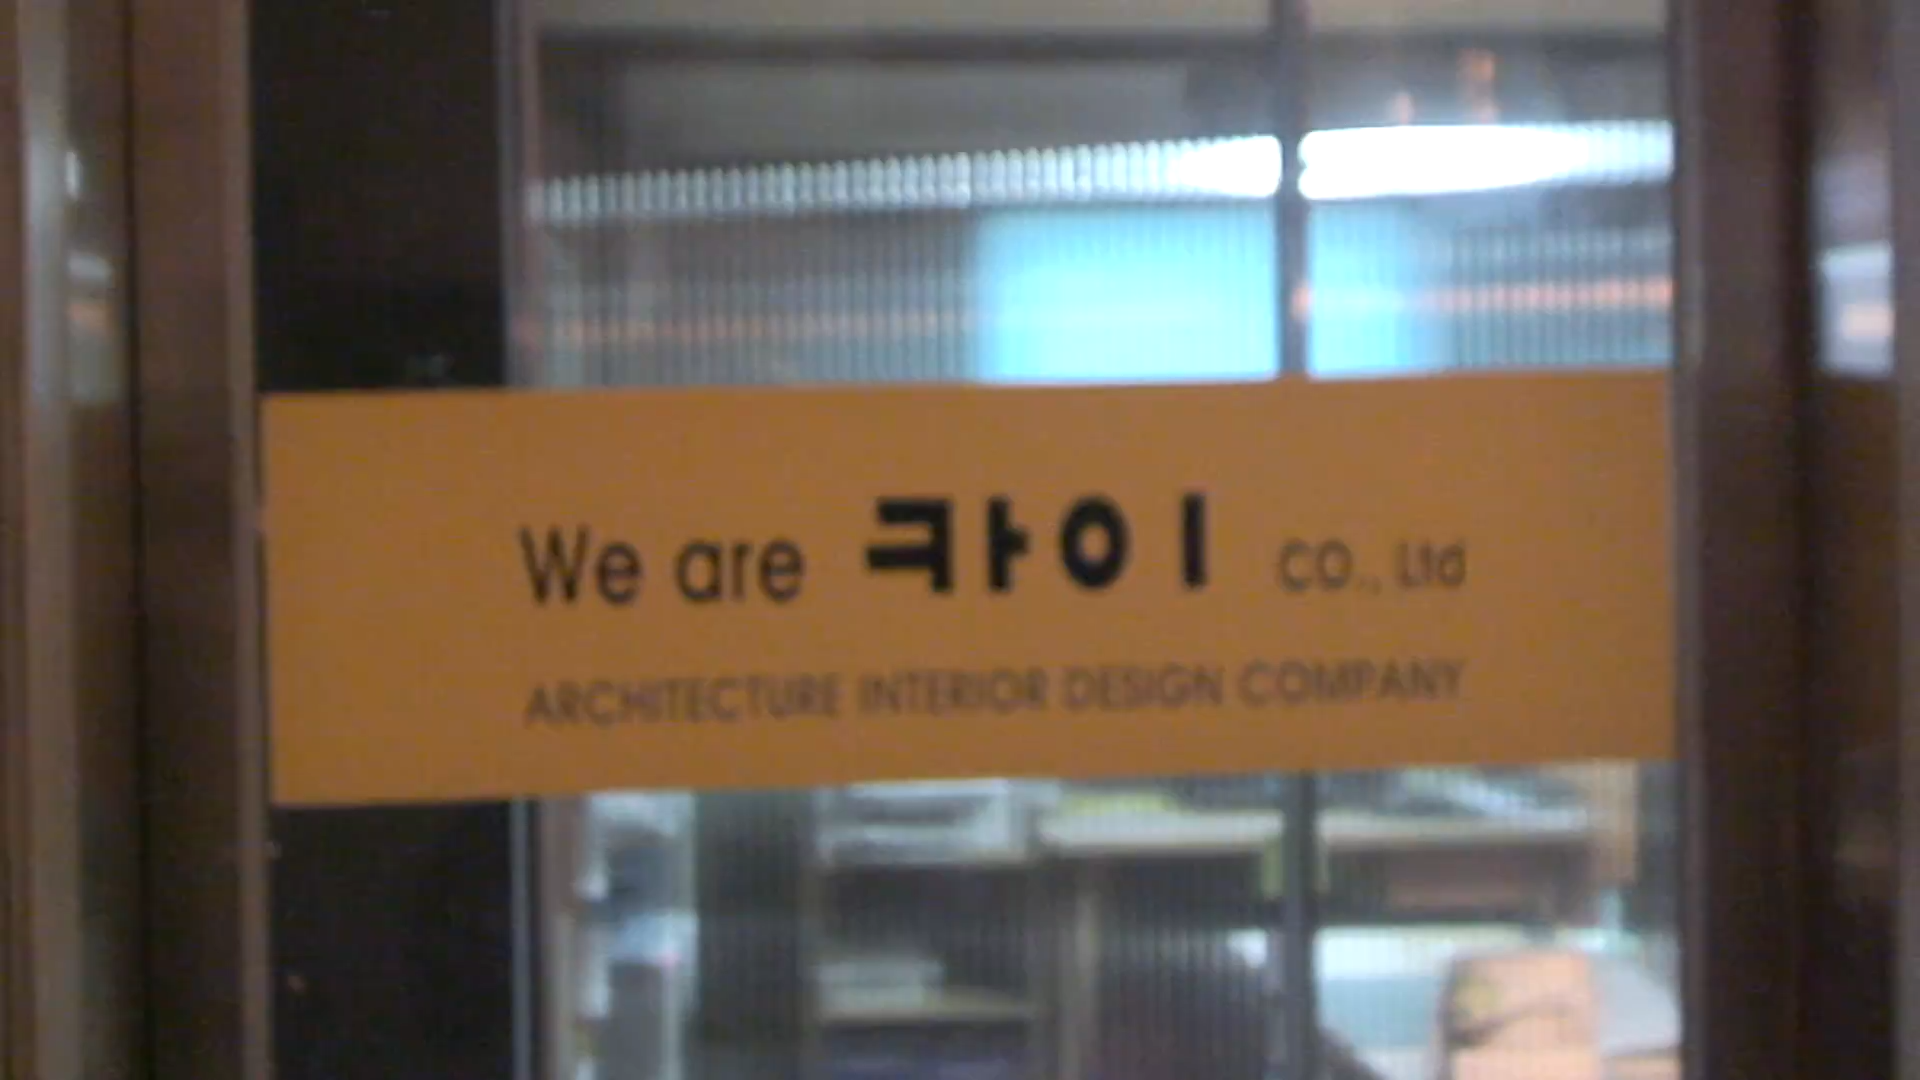 We are 카이 CO., Ltd
ARCHITECTURE INTERIOR DESIGN COMPANY